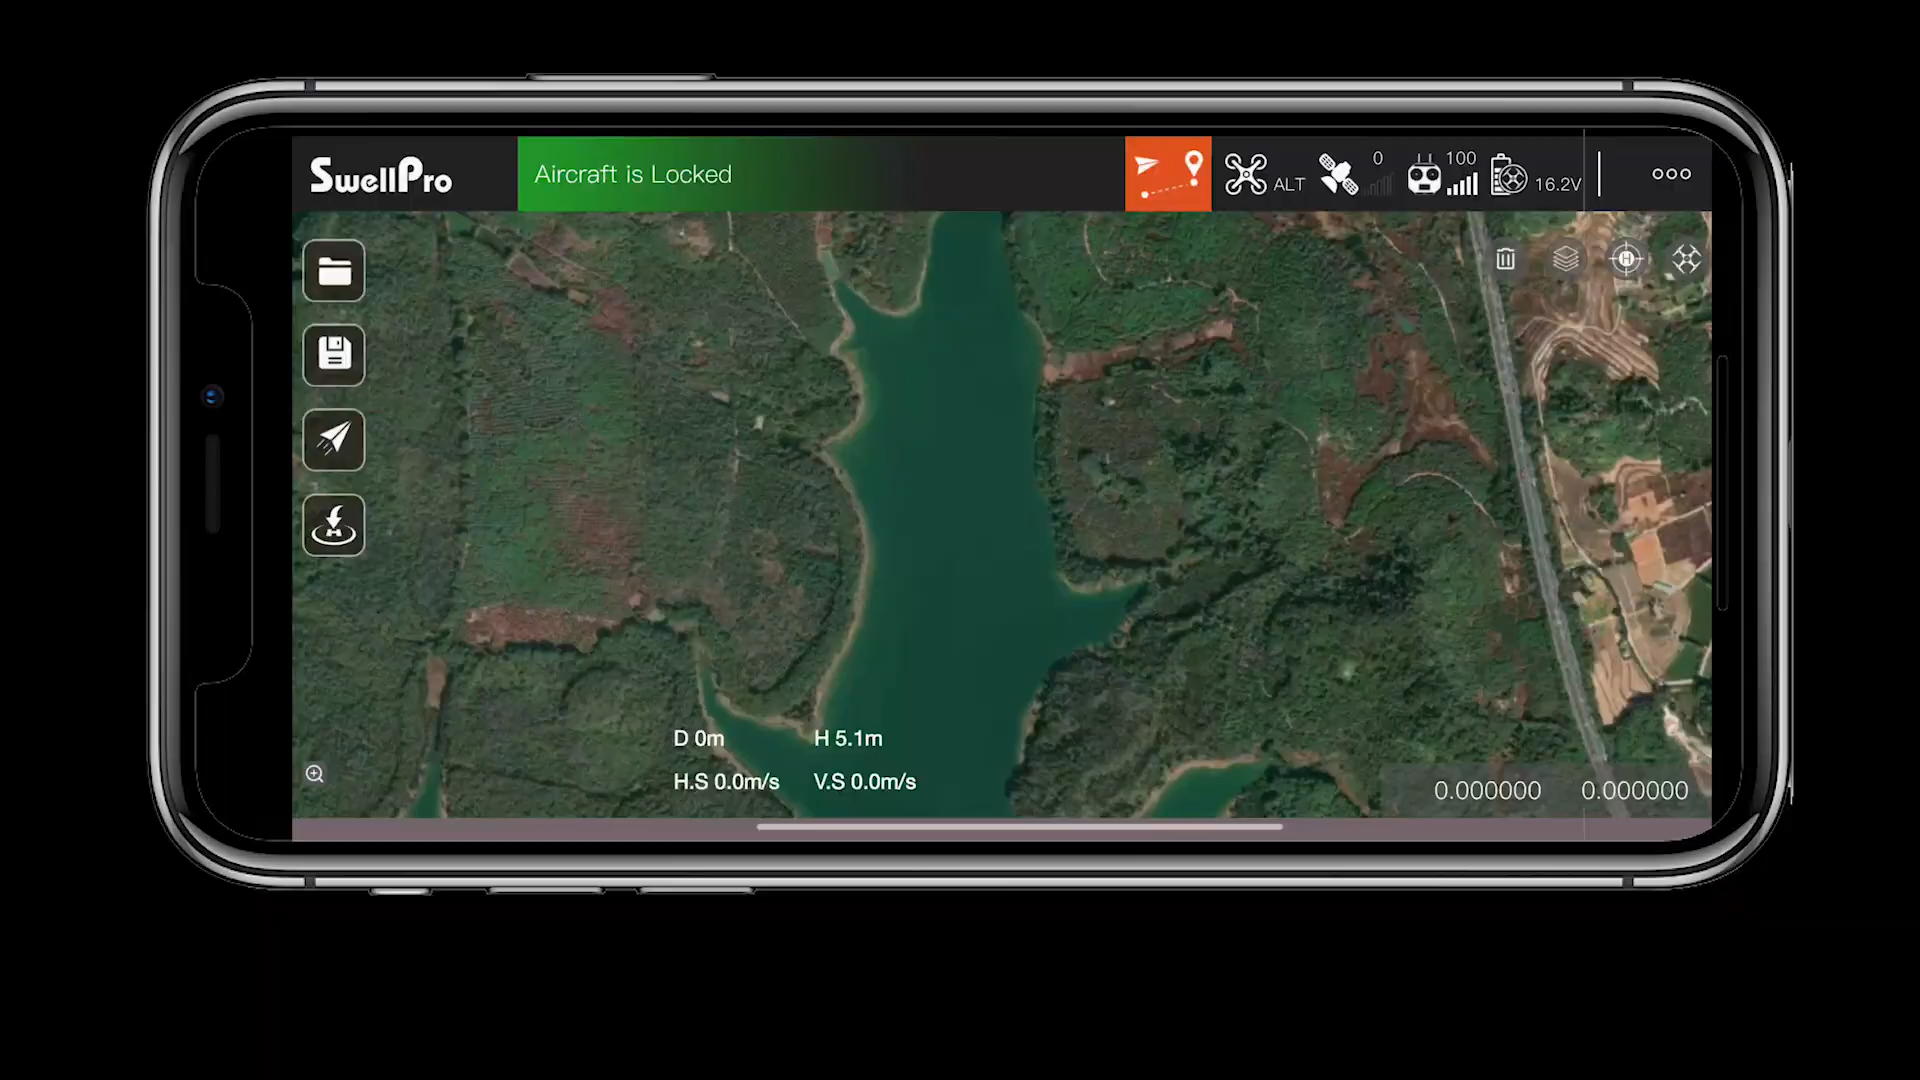 SwellPro
Aircraft is Locked
ALT
0
100
16.2V
H
D 0m
H 5.1m
H.S 0.0m/s
V.S 0.0m/s
0.000000
0.000000